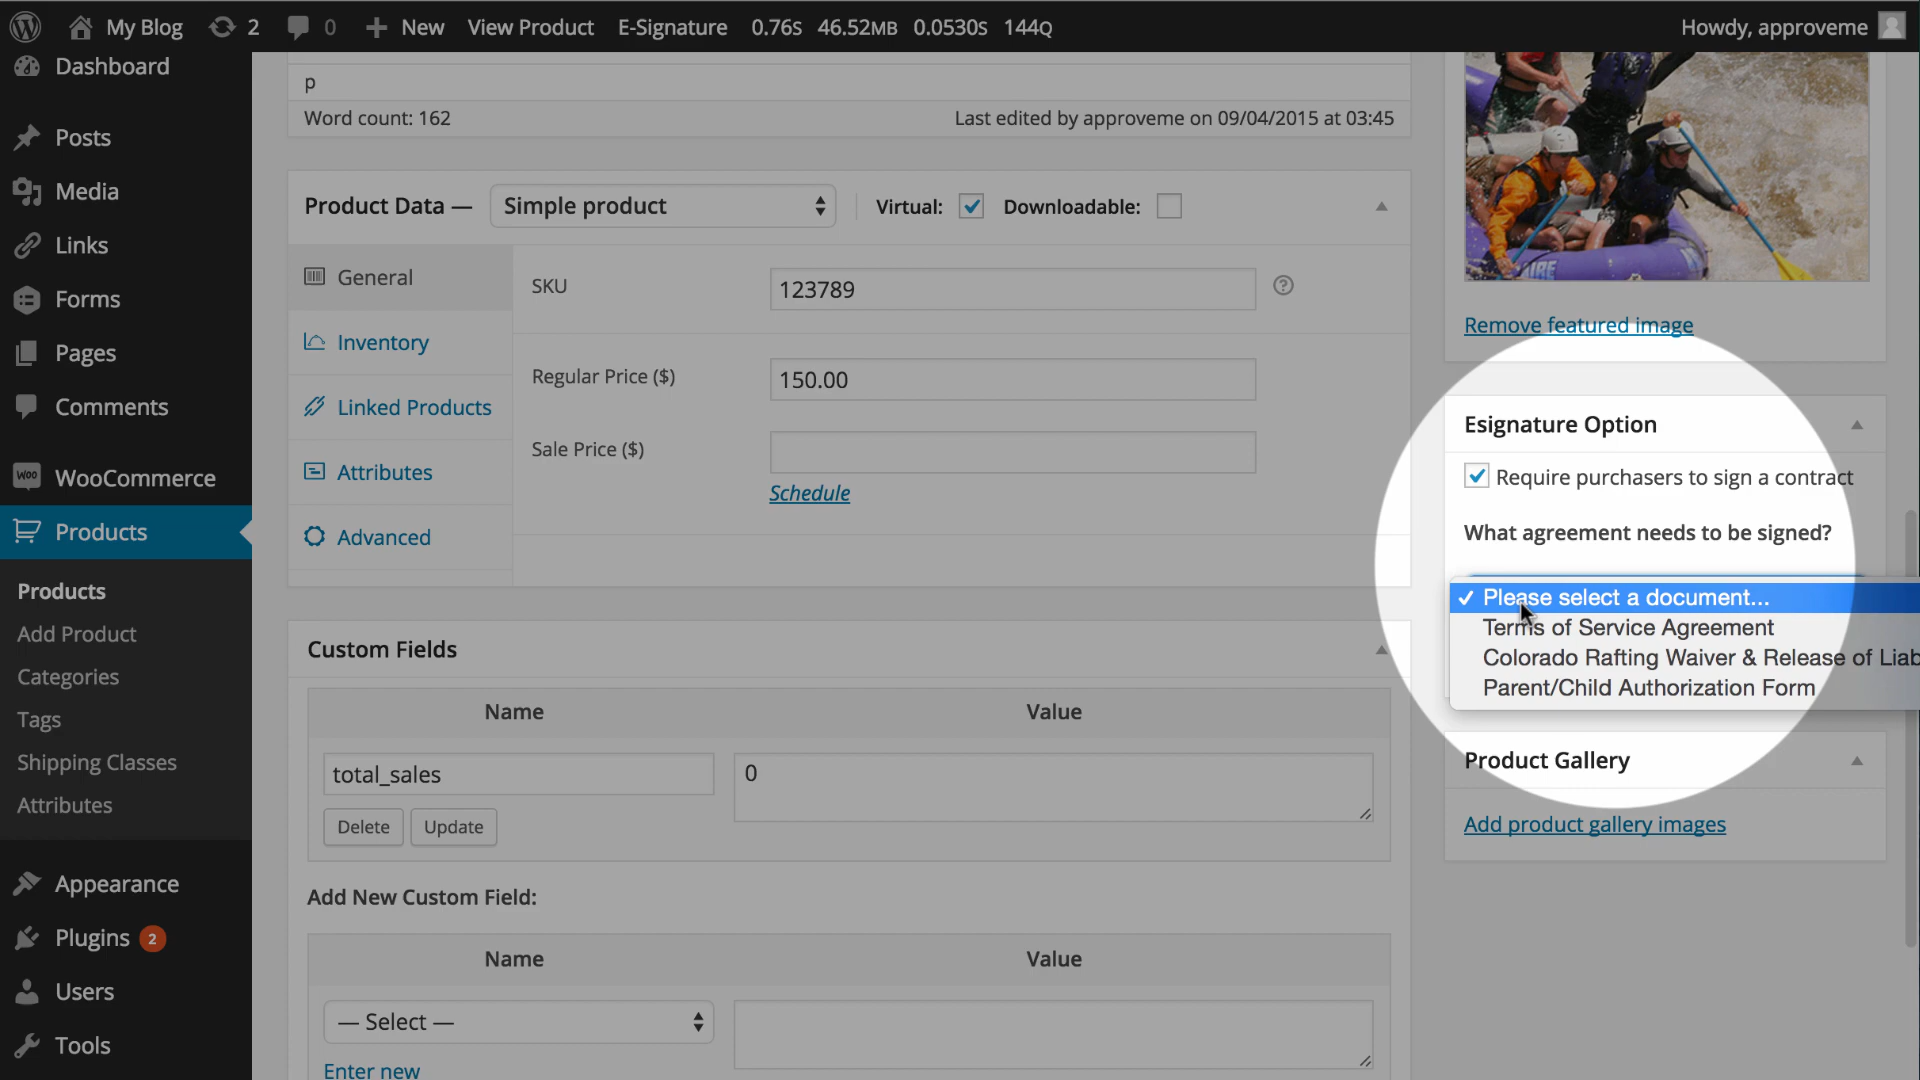 My Blog 2 0 New View Product E-Signature 0.76s 46.52MB 0.0530s 144Q Howdy, approveme
Dashboard
Posts
Media
Links
Forms
Pages
Comments
WooCommerce
Products
Products
Add Product
Categories
Tags
Shipping Classes
Attributes
Appearance
Plugins 2
Users
Tools
p
Word count: 162 Last edited by approveme on 09/04/2015 at 03:45
Product Data — Simple product Virtual: Downloadable:
General
Inventory
Linked Products
Attributes
Advanced
SKU 123789
Regular Price ($) 150.00
Sale Price ($)
Schedule
Custom Fields
Name Value
total_sales 0
Delete Update
Add New Custom Field:
Name Value
— Select —
Enter new
Remove featured image
Esignature Option
Require purchasers to sign a contract
What agreement needs to be signed?
✓ Please select a document...
Terms of Service Agreement
Colorado Rafting Waiver & Release of Liab
Parent/Child Authorization Form
Product Gallery
Add product gallery images